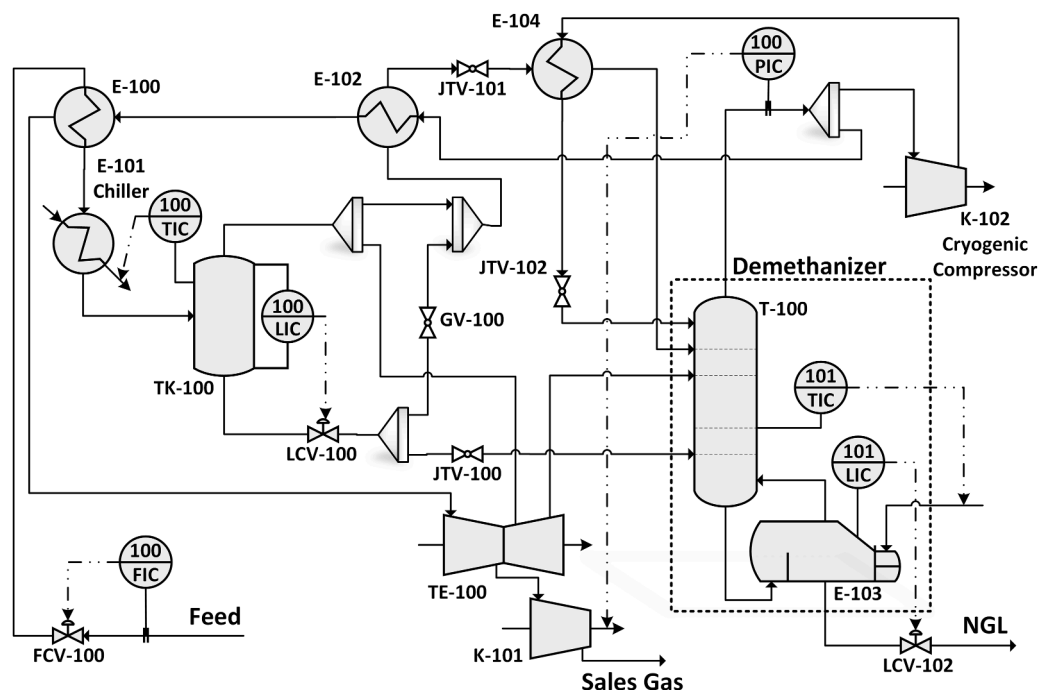 E-104
100
PIC
E-100
E-102
JTV-101
E-101
Chiller
100
TIC
K-102
Cryogenic
Compressor
JTV-102
Demethanizer
T-100
100
LIC
GV-100
TK-100
101
TIC
LCV-100
JTV-100
101
LIC
100
FIC
TE-100
E-103
Feed
NGL
FCV-100
K-101
LCV-102
Sales Gas